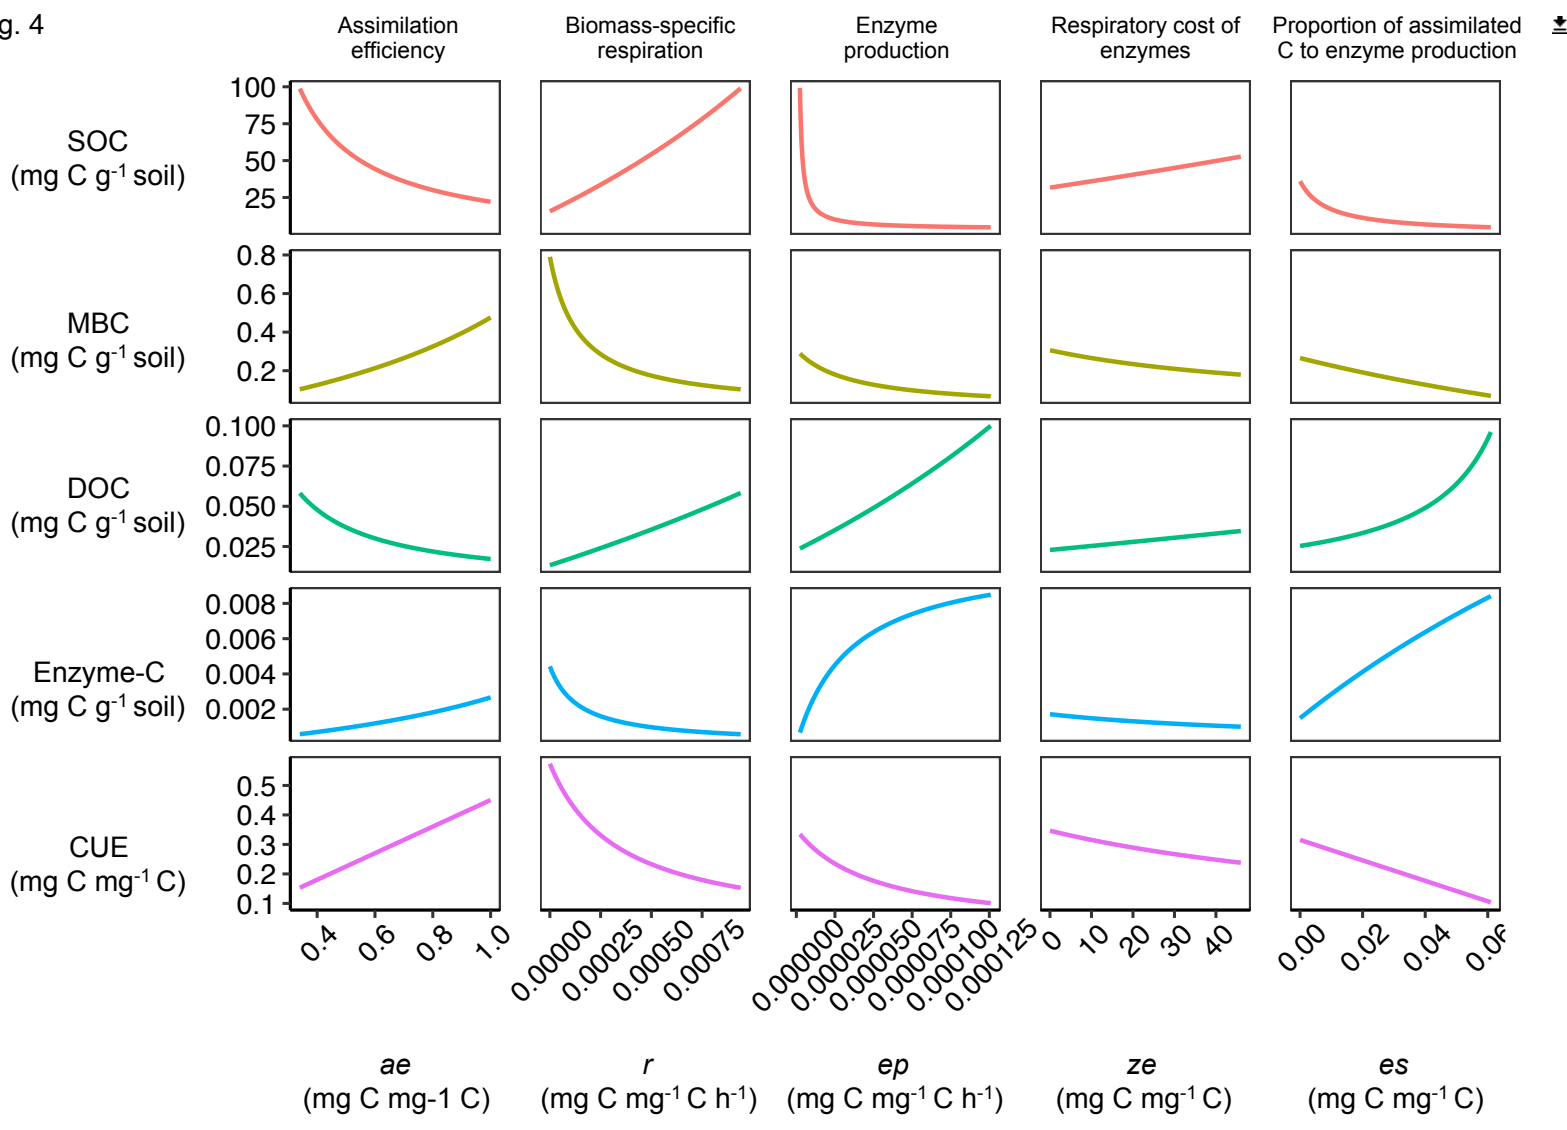 g. 4
Assimilation
efficiency
Biomass-specific
respiration
Enzyme
production
Respiratory cost of
enzymes
Proportion of assimilated
C to enzyme production
SOC
(mg C g⁻¹ soil)
100
75
50
25
MBC
(mg C g⁻¹ soil)
0.8
0.6
0.4
0.2
DOC
(mg C g⁻¹ soil)
0.100
0.075
0.050
0.025
Enzyme-C
(mg C g⁻¹ soil)
0.008
0.006
0.004
0.002
CUE
(mg C mg⁻¹ C)
0.5
0.4
0.3
0.2
0.1
0.4 0.6 0.8 1.0
0.00000 0.00025 0.00050 0.00075
0.0000000 0.0000025 0.0000050 0.0000075 0.0000100 0.000125
0 10 20 30 40
0.00 0.02 0.04
ae
(mg C mg-1 C)
r
(mg C mg⁻¹ C h⁻¹)
ep
(mg C mg⁻¹ C h⁻¹)
ze
(mg C mg⁻¹ C)
es
(mg C mg⁻¹ C)